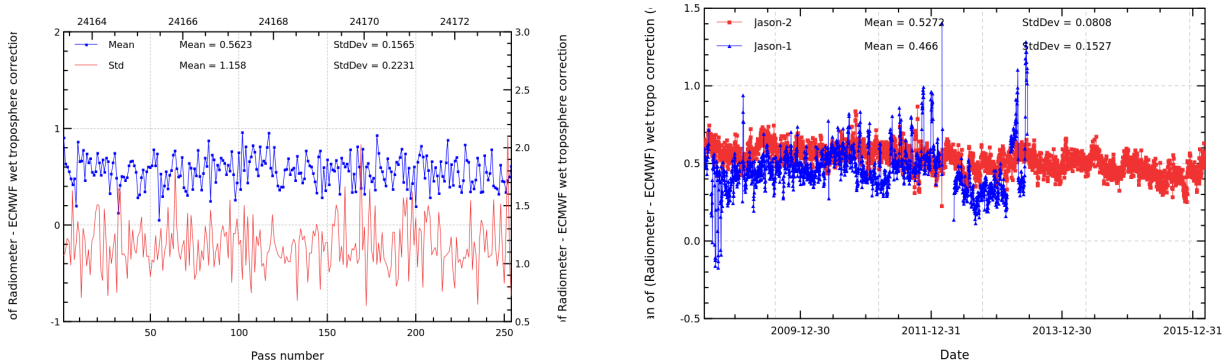 24164 24166 24168 24170 24172
Mean Mean = 0.5623 StdDev = 0.1565
Std Mean = 1.158 StdDev = 0.2231
2
1
0
-1
3.0
2.5
2.0
1.5
1.0
0.5
50 100 150 200 250
Pass number
of Radiometer - ECMWF wet troposphere correction
of Radiometer - ECMWF wet troposphere correction
Jason-2 Mean = 0.5272 StdDev = 0.0808
Jason-1 Mean = 0.466 StdDev = 0.1527
1.5
1.0
0.5
0.0
-0.5
2009-12-30 2011-12-31 2013-12-30 2015-12-31
Date
an of (Radiometer - ECMWF) wet tropo correction (